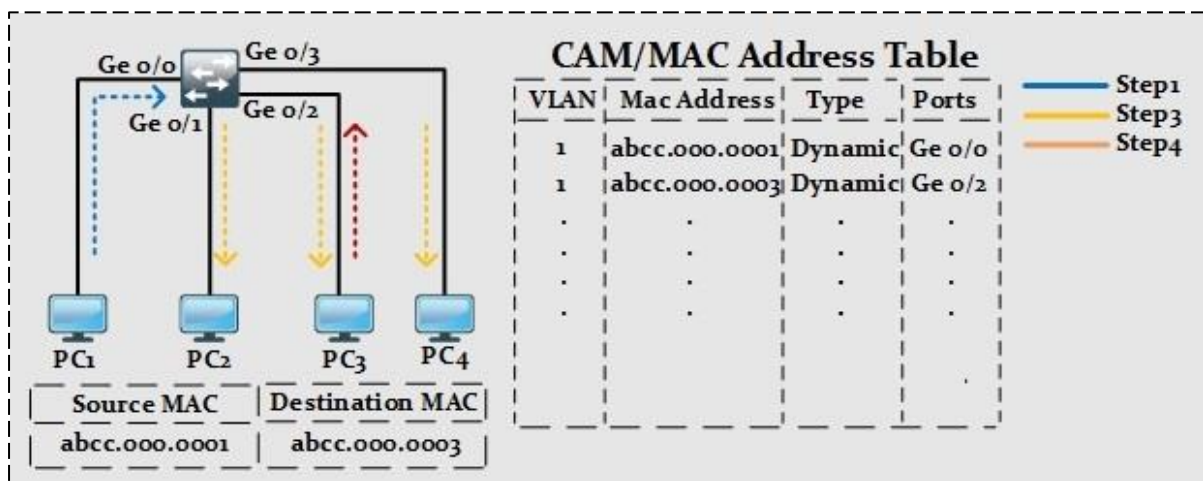 Ge 0/0
Ge 0/3
Ge 0/1
Ge 0/2
PC1
PC2
PC3
PC4
Source MAC
Destination MAC
abcc.000.0001
abcc.000.0003
CAM/MAC Address Table
VLAN
Mac Address
Type
Ports
1
abcc.000.0001
Dynamic
Ge 0/0
1
abcc.000.0003
Dynamic
Ge 0/2
Step1
Step3
Step4